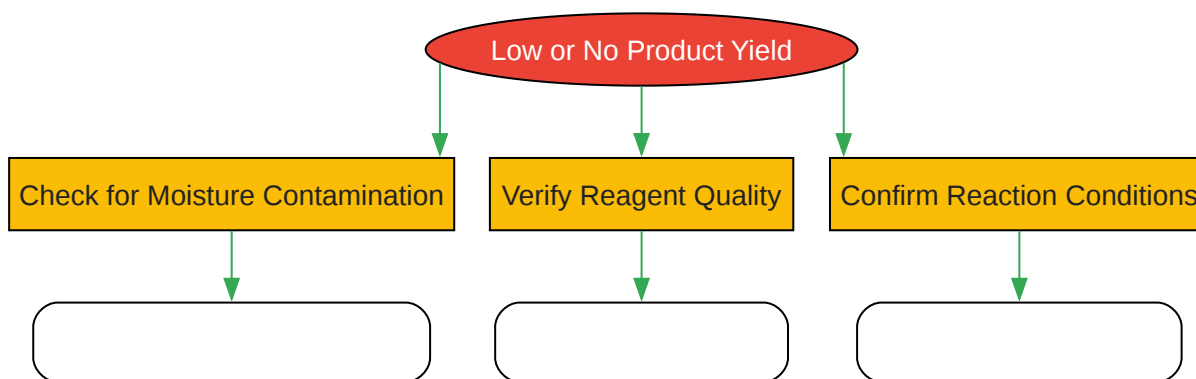 Low or No Product Yield
Check for Moisture Contamination
Verify Reagent Quality
Confirm Reaction Conditions